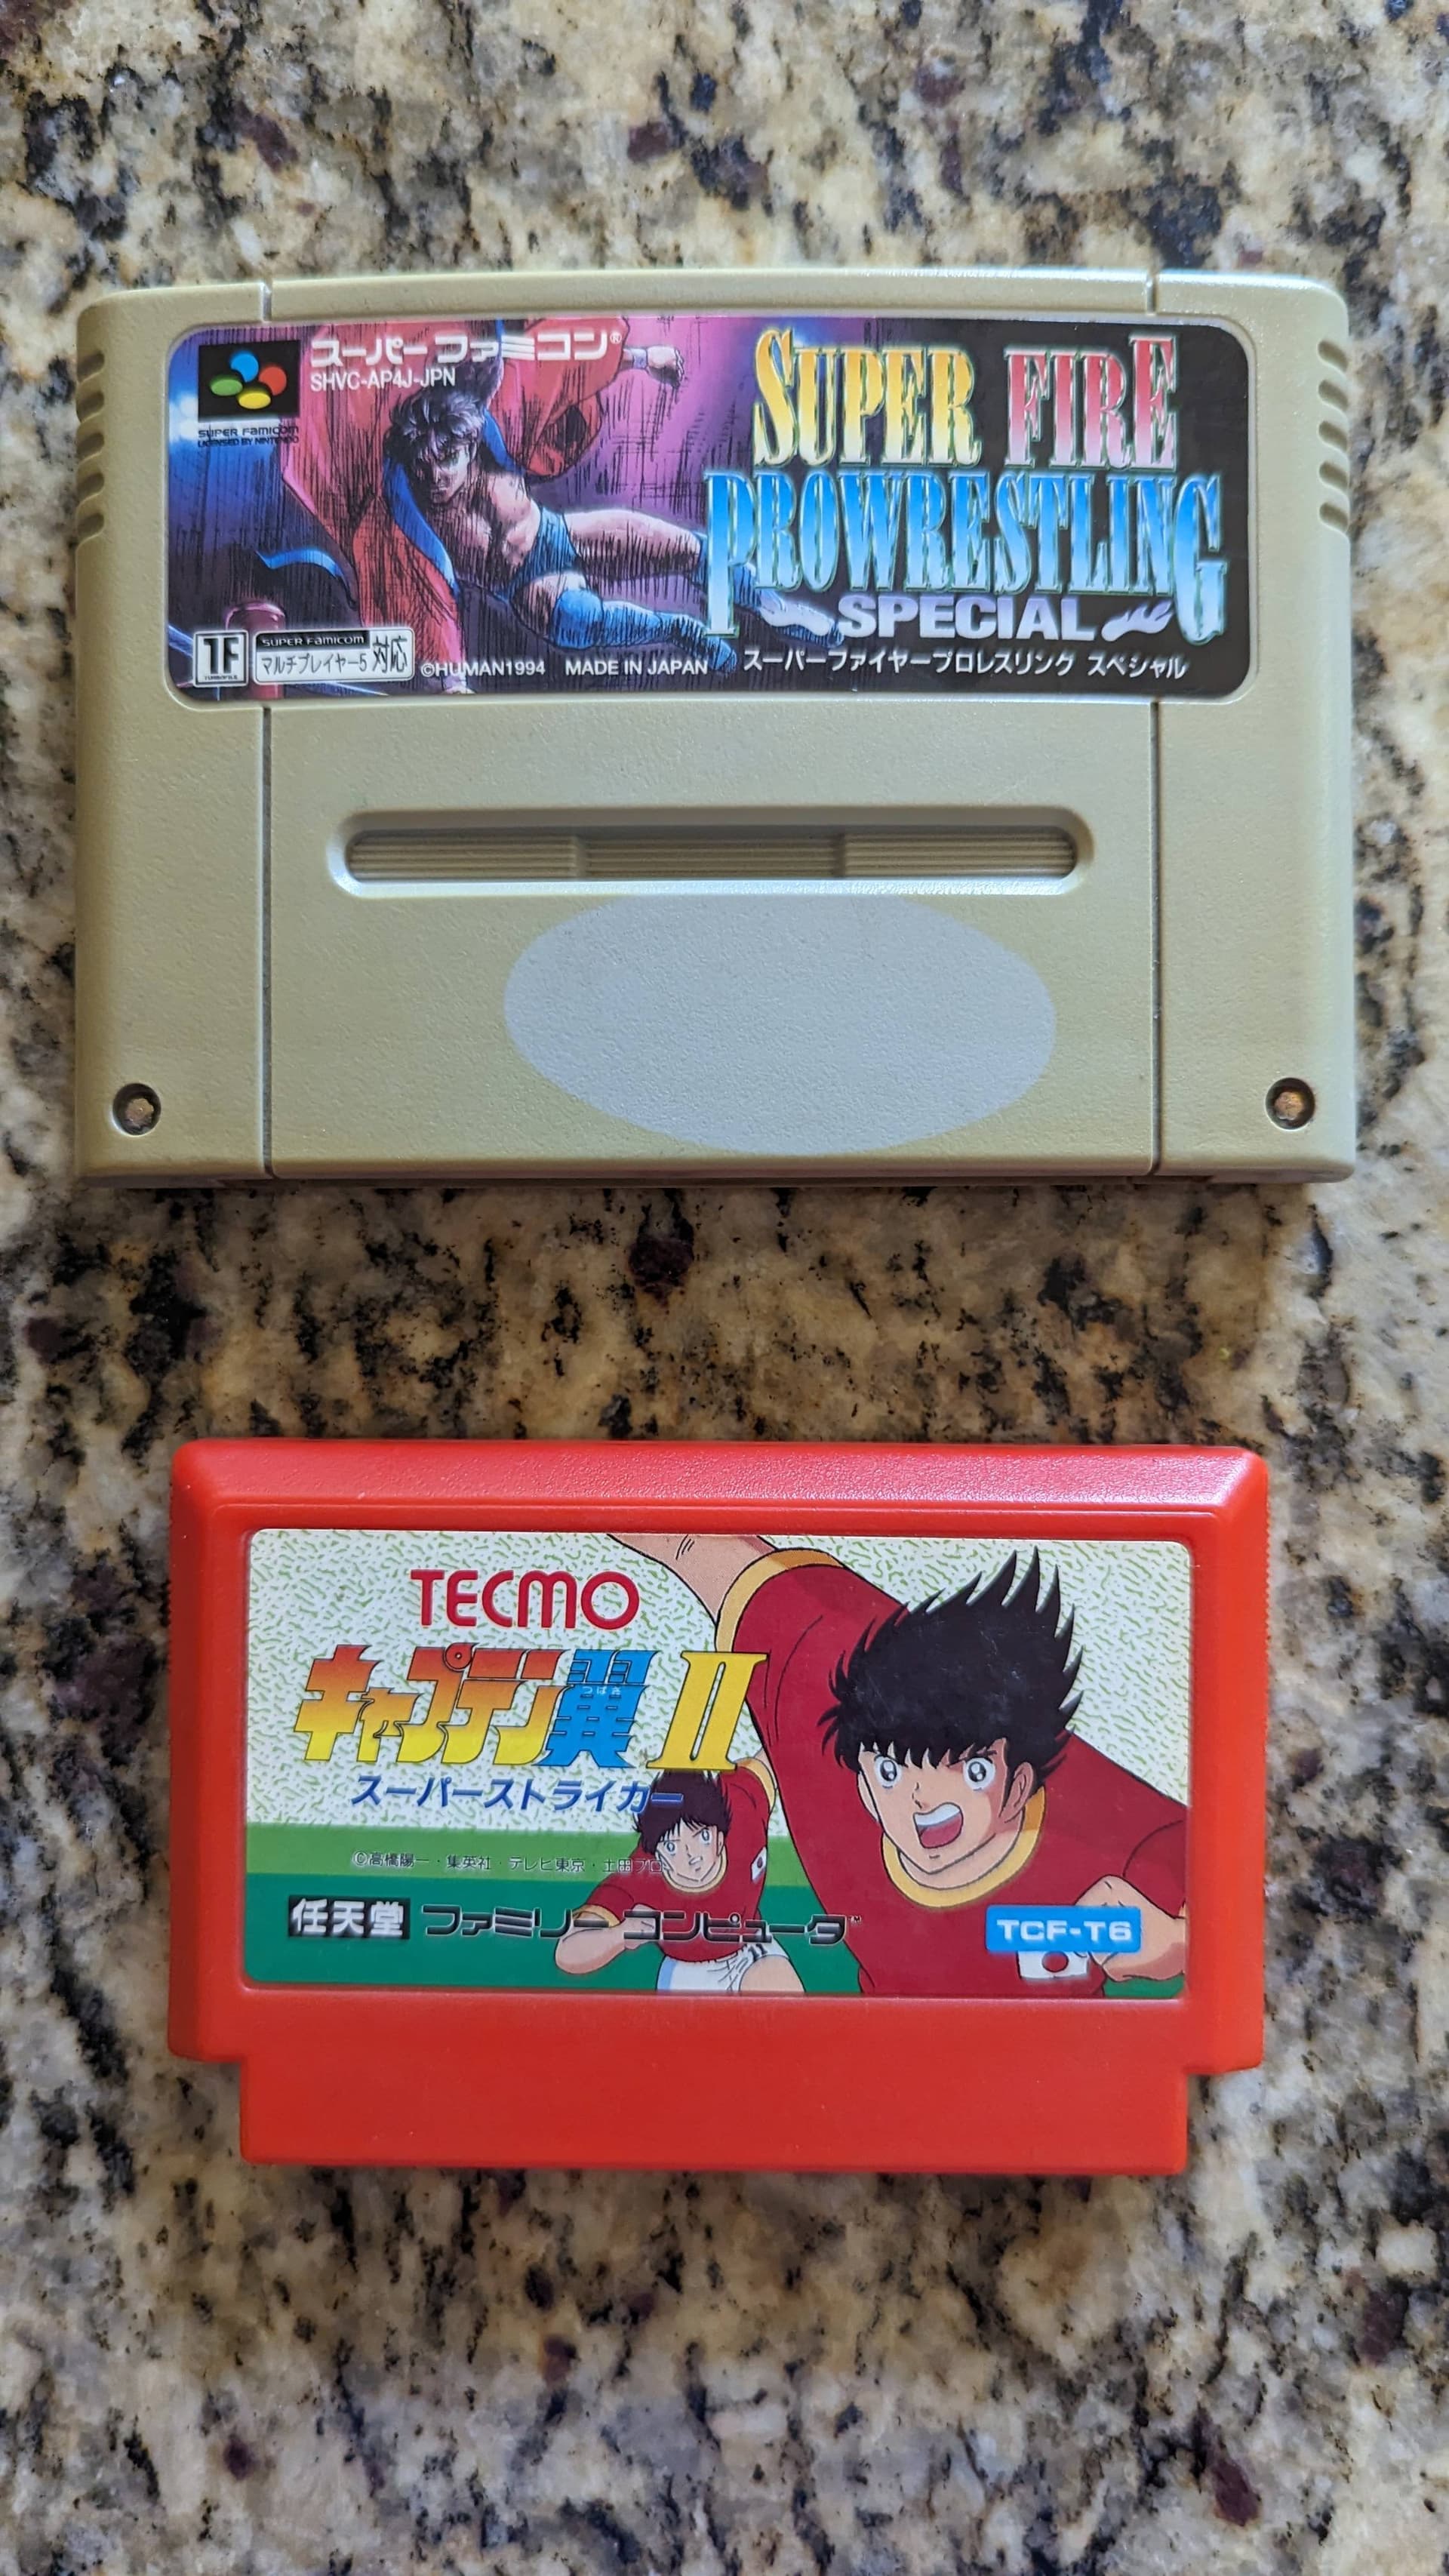 スーパーファミコン®
SHVC-AP4J-JPN
SUPER FAMICOM
LICENSED BY NINTENDO
SUPER FIRE
PROWRESTLING
SPECIAL
スーパーファイヤープロレスリング スペシャル
TF
TURBOFILE
SUPER FAMICOM
マルチプレイヤー5 対応
©HUMAN1994 MADE IN JAPAN
TECMO
キャプテン翼 II
つばさ
スーパーストライカー
©高橋陽一・集英社・テレビ東京・土田プロ
任天堂 ファミリーコンピュータ™
TCF-T6